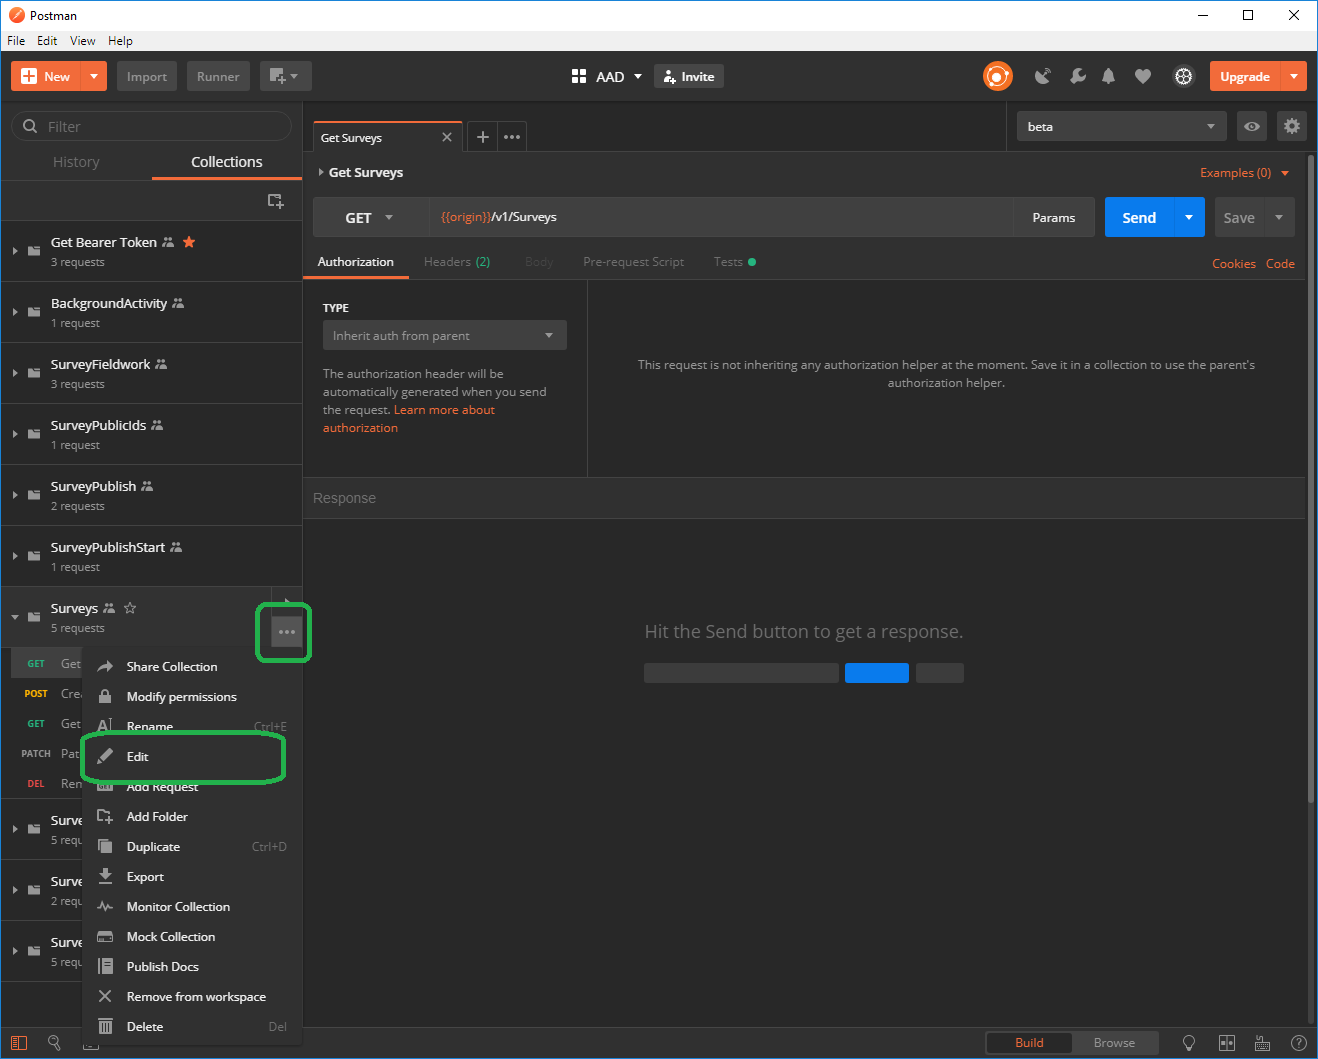 Postman
File Edit View Help
New Import Runner AAD Invite Upgrade
Filter
History Collections
Get Bearer Token
3 requests
BackgroundActivity
1 request
SurveyFieldwork
3 requests
SurveyPublicIds
1 request
SurveyPublish
2 requests
SurveyPublishStart
1 request
Surveys
5 requests
GET Get
POST Crea
GET Get
PATCH Pat
DEL Rem
Surve
5 requ
Surve
2 requ
Surve
5 requ
Share Collection
Modify permissions
Rename Ctrl+E
Edit
Add Request
Add Folder
Duplicate Ctrl+D
Export
Monitor Collection
Mock Collection
Publish Docs
Remove from workspace
Delete Del
Get Surveys
beta
Get Surveys
Examples (0)
GET {{origin}}/v1/Surveys Params Send Save
Authorization Headers (2) Body Pre-request Script Tests Cookies Code
TYPE
Inherit auth from parent
The authorization header will be
automatically generated when you send
the request. Learn more about
authorization
This request is not inheriting any authorization helper at the moment. Save it in a collection to use the parent's
authorization helper.
Response
Hit the Send button to get a response.
Build Browse